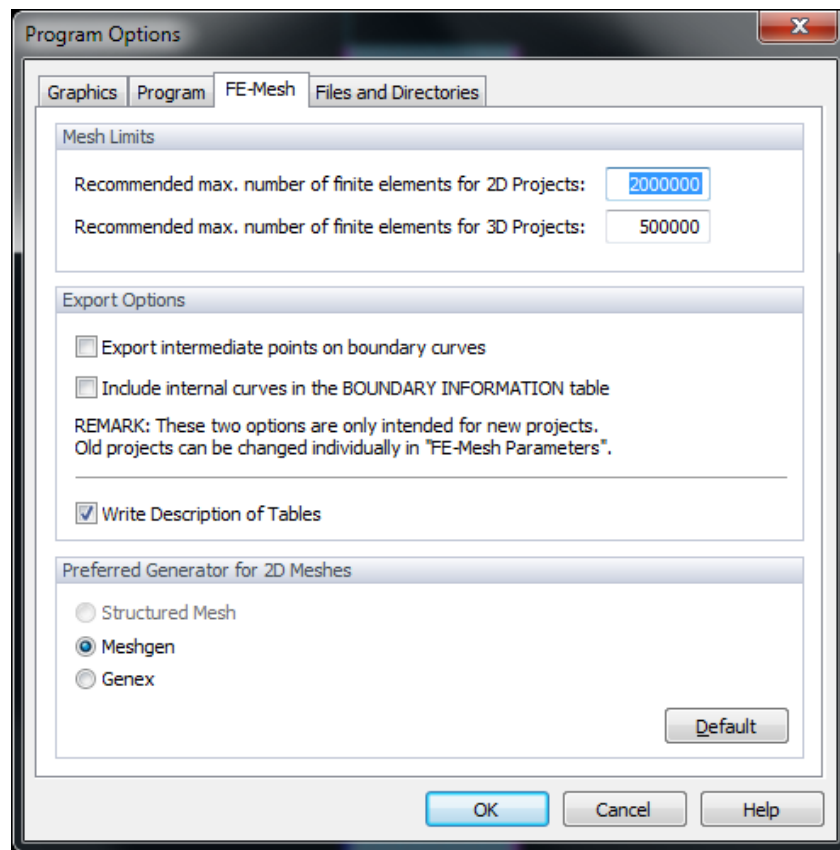 Program Options
Graphics Program FE-Mesh Files and Directories
Mesh Limits
Recommended max. number of finite elements for 2D Projects: 2000000
Recommended max. number of finite elements for 3D Projects: 500000
Export Options
Export intermediate points on boundary curves
Include internal curves in the BOUNDARY INFORMATION table
REMARK: These two options are only intended for new projects.
Old projects can be changed individually in "FE-Mesh Parameters".
Write Description of Tables
Preferred Generator for 2D Meshes
Structured Mesh
Meshgen
Genex
Default
OK Cancel Help